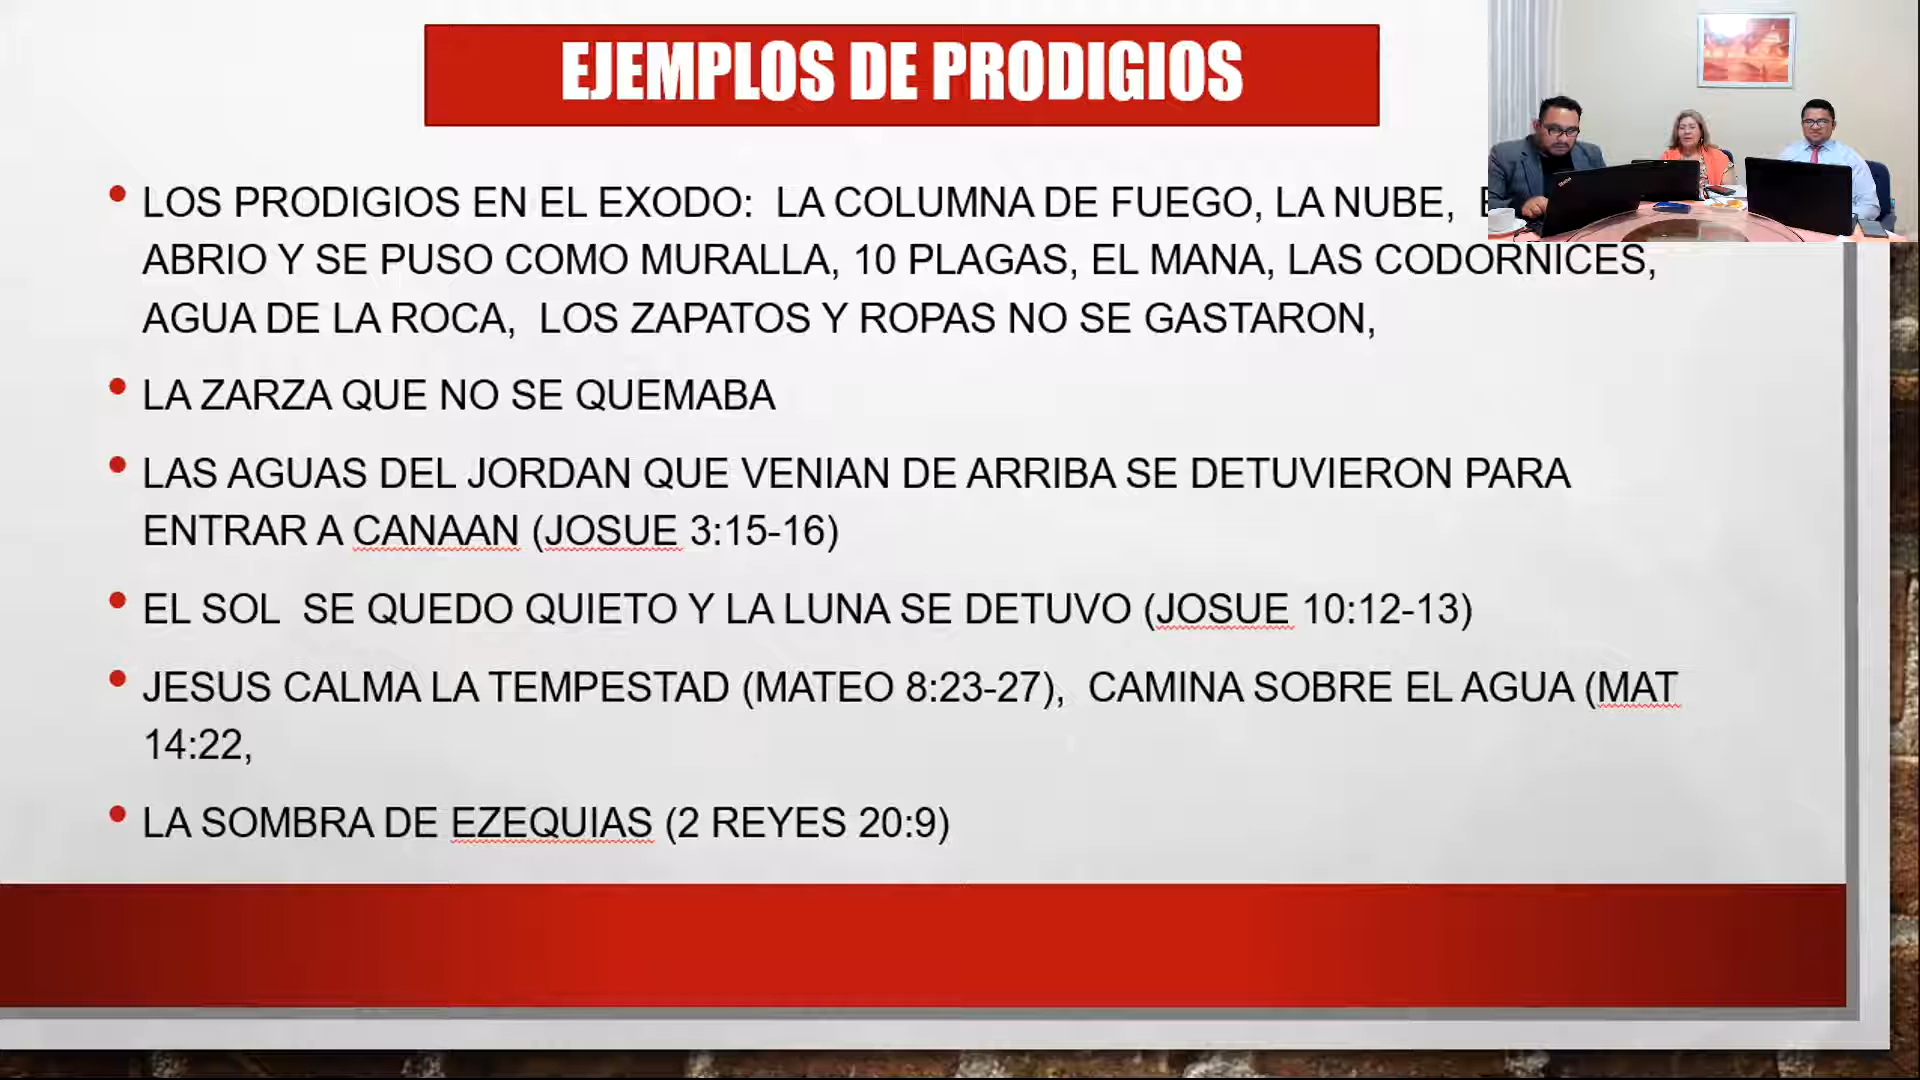 EJEMPLOS DE PRODIGIOS
• LOS PRODIGIOS EN EL EXODO:  LA COLUMNA DE FUEGO, LA NUBE,
ABRIO Y SE PUSO COMO MURALLA, 10 PLAGAS, EL MANA, LAS CODORNICES,
AGUA DE LA ROCA,  LOS ZAPATOS Y ROPAS NO SE GASTARON,
• LA ZARZA QUE NO SE QUEMABA
• LAS AGUAS DEL JORDAN QUE VENIAN DE ARRIBA SE DETUVIERON PARA
ENTRAR A CANAAN (JOSUE 3:15-16)
• EL SOL  SE QUEDO QUIETO Y LA LUNA SE DETUVO (JOSUE 10:12-13)
• JESUS CALMA LA TEMPESTAD (MATEO 8:23-27),  CAMINA SOBRE EL AGUA (MAT
14:22,
• LA SOMBRA DE EZEQUIAS (2 REYES 20:9)